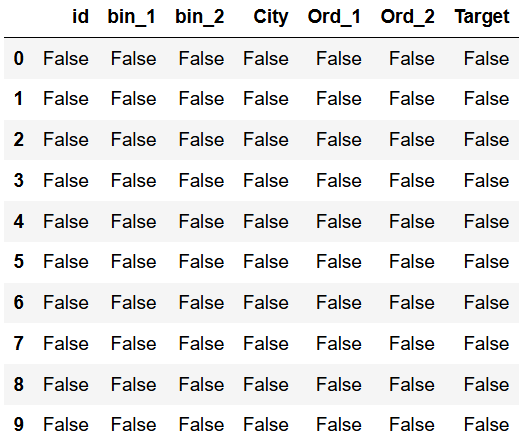 id bin_1 bin_2 City Ord_1 Ord_2 Target
0 False False False False False False False
1 False False False False False False False
2 False False False False False False False
3 False False False False False False False
4 False False False False False False False
5 False False False False False False False
6 False False False False False False False
7 False False False False False False False
8 False False False False False False False
9 False False False False False False False